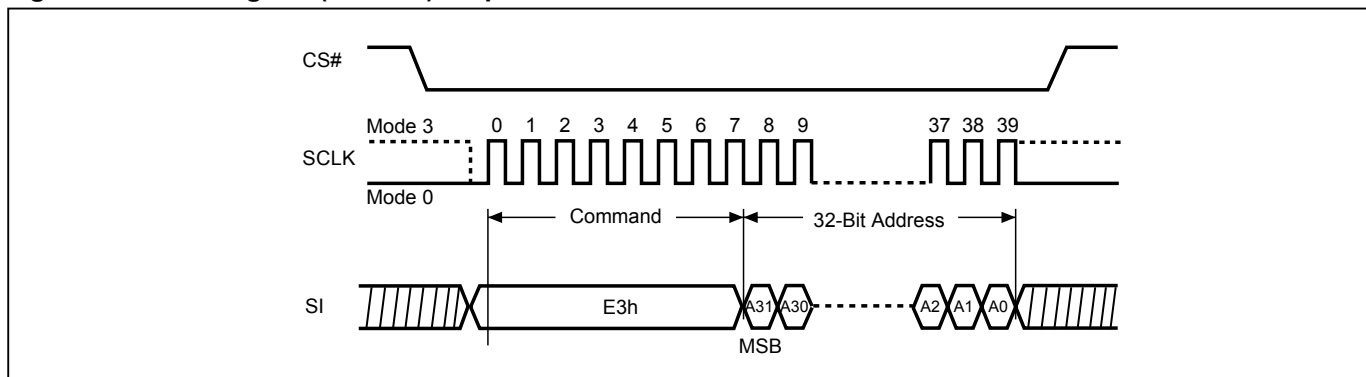 CS#
Mode 3
0 1 2 3 4 5 6 7 8 9 37 38 39
SCLK
Mode 0
Command 32-Bit Address
SI E3h A31 A30 A2 A1 A0
MSB